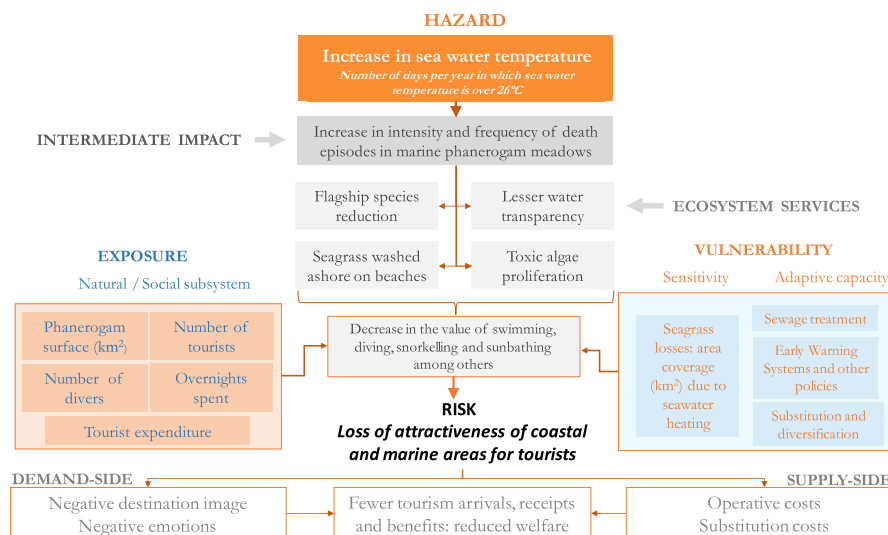 HAZARD
Increase in sea water temperature
Number of days per year in which sea water
temperature is over 26ºC
INTERMEDIATE IMPACT
Increase in intensity and frequency of death
episodes in marine phanerogam meadows
Flagship species
reduction
Lesser water
transparency
ECOSYSTEM SERVICES
Seagrass washed
ashore on beaches
Toxic algae
proliferation
EXPOSURE
Natural / Social subsystem
Phanerogam
surface (km²)
Number of
tourists
Number of
divers
Overnights
spent
Tourist expenditure
Decrease in the value of swimming,
diving, snorkelling and sunbathing
among others
VULNERABILITY
Sensitivity
Adaptive capacity
Seagrass
losses: area
coverage
(km²) due to
seawater
heating
Sewage treatment
Early Warning
Systems and other
policies
Substitution and
diversification
RISK
Loss of attractiveness of coastal
and marine areas for tourists
DEMAND-SIDE
SUPPLY-SIDE
Negative destination image
Negative emotions
Fewer tourism arrivals, receipts
and benefits: reduced welfare
Operative costs
Substitution costs